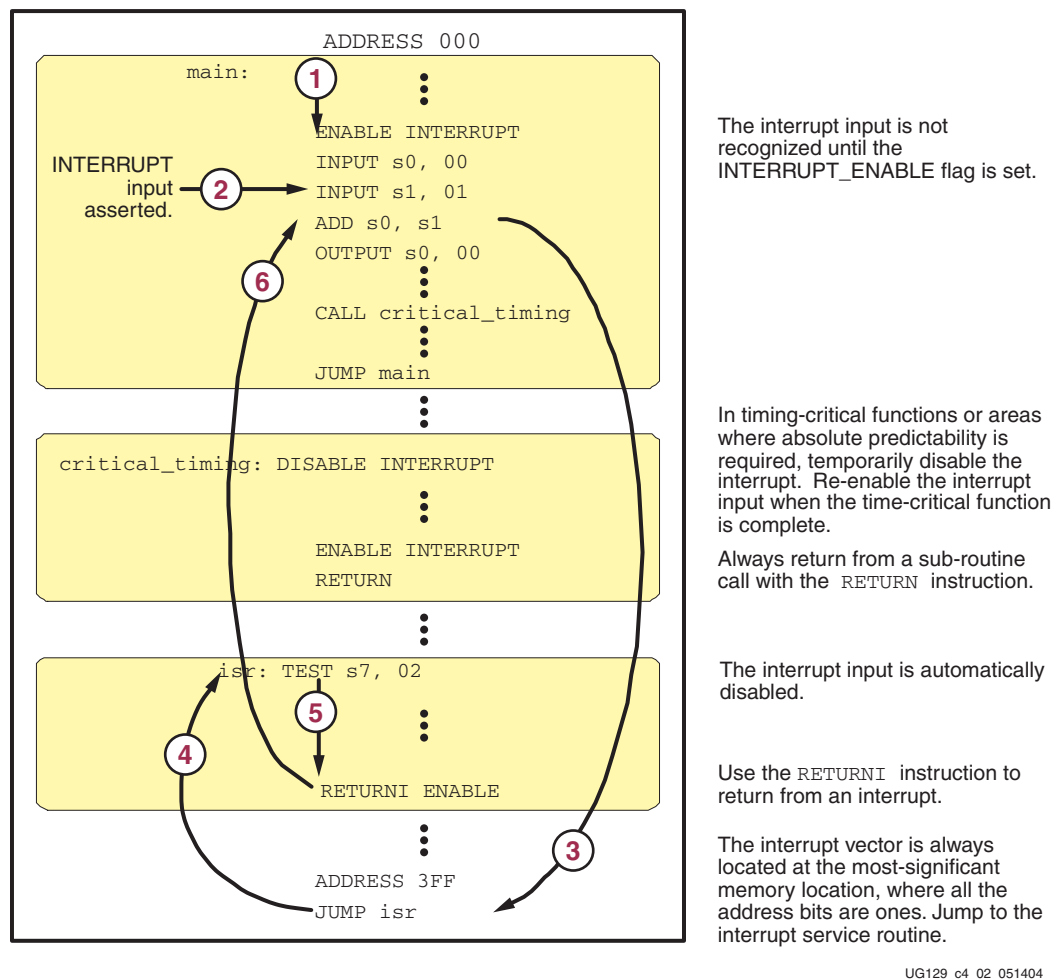 ADDRESS 000
main:
1
ENABLE INTERRUPT
INPUT s0, 00
INTERRUPT
input
asserted.
2
INPUT s1, 01
ADD s0, s1
OUTPUT s0, 00
6
CALL critical_timing
JUMP main
critical_timing: DISABLE INTERRUPT
ENABLE INTERRUPT
RETURN
isr: TEST s7, 02
5
4
RETURNI ENABLE
3
ADDRESS 3FF
JUMP isr
The interrupt input is not
recognized until the
INTERRUPT_ENABLE flag is set.
In timing-critical functions or areas
where absolute predictability is
required, temporarily disable the
interrupt. Re-enable the interrupt
input when the time-critical function
is complete.
Always return from a sub-routine
call with the RETURN instruction.
The interrupt input is automatically
disabled.
Use the RETURNI instruction to
return from an interrupt.
The interrupt vector is always
located at the most-significant
memory location, where all the
address bits are ones. Jump to the
interrupt service routine.
UG129_c4_02_051404